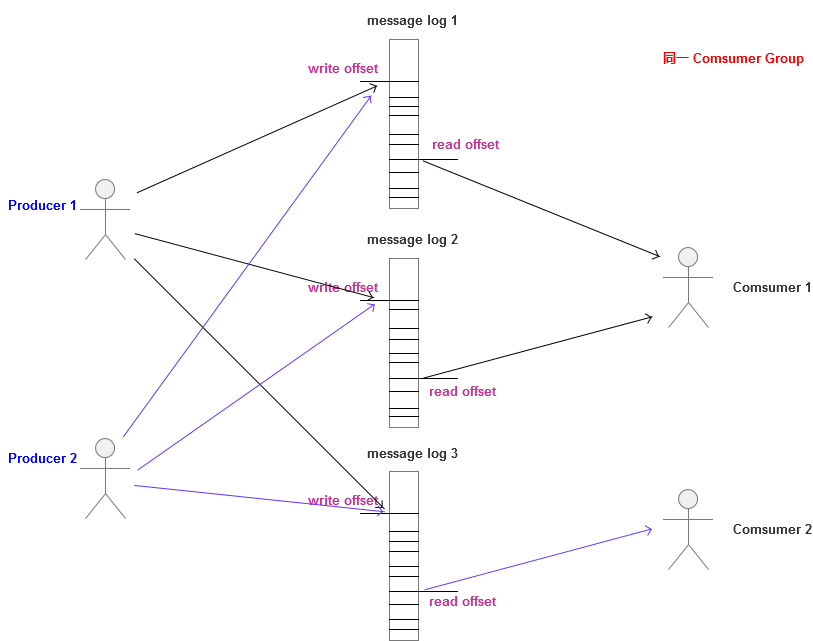 message log 1
同一 Comsumer Group
write offset
read offset
Producer 1
message log 2
write offset
Comsumer 1
read offset
message log 3
Producer 2
write offset
Comsumer 2
read offset